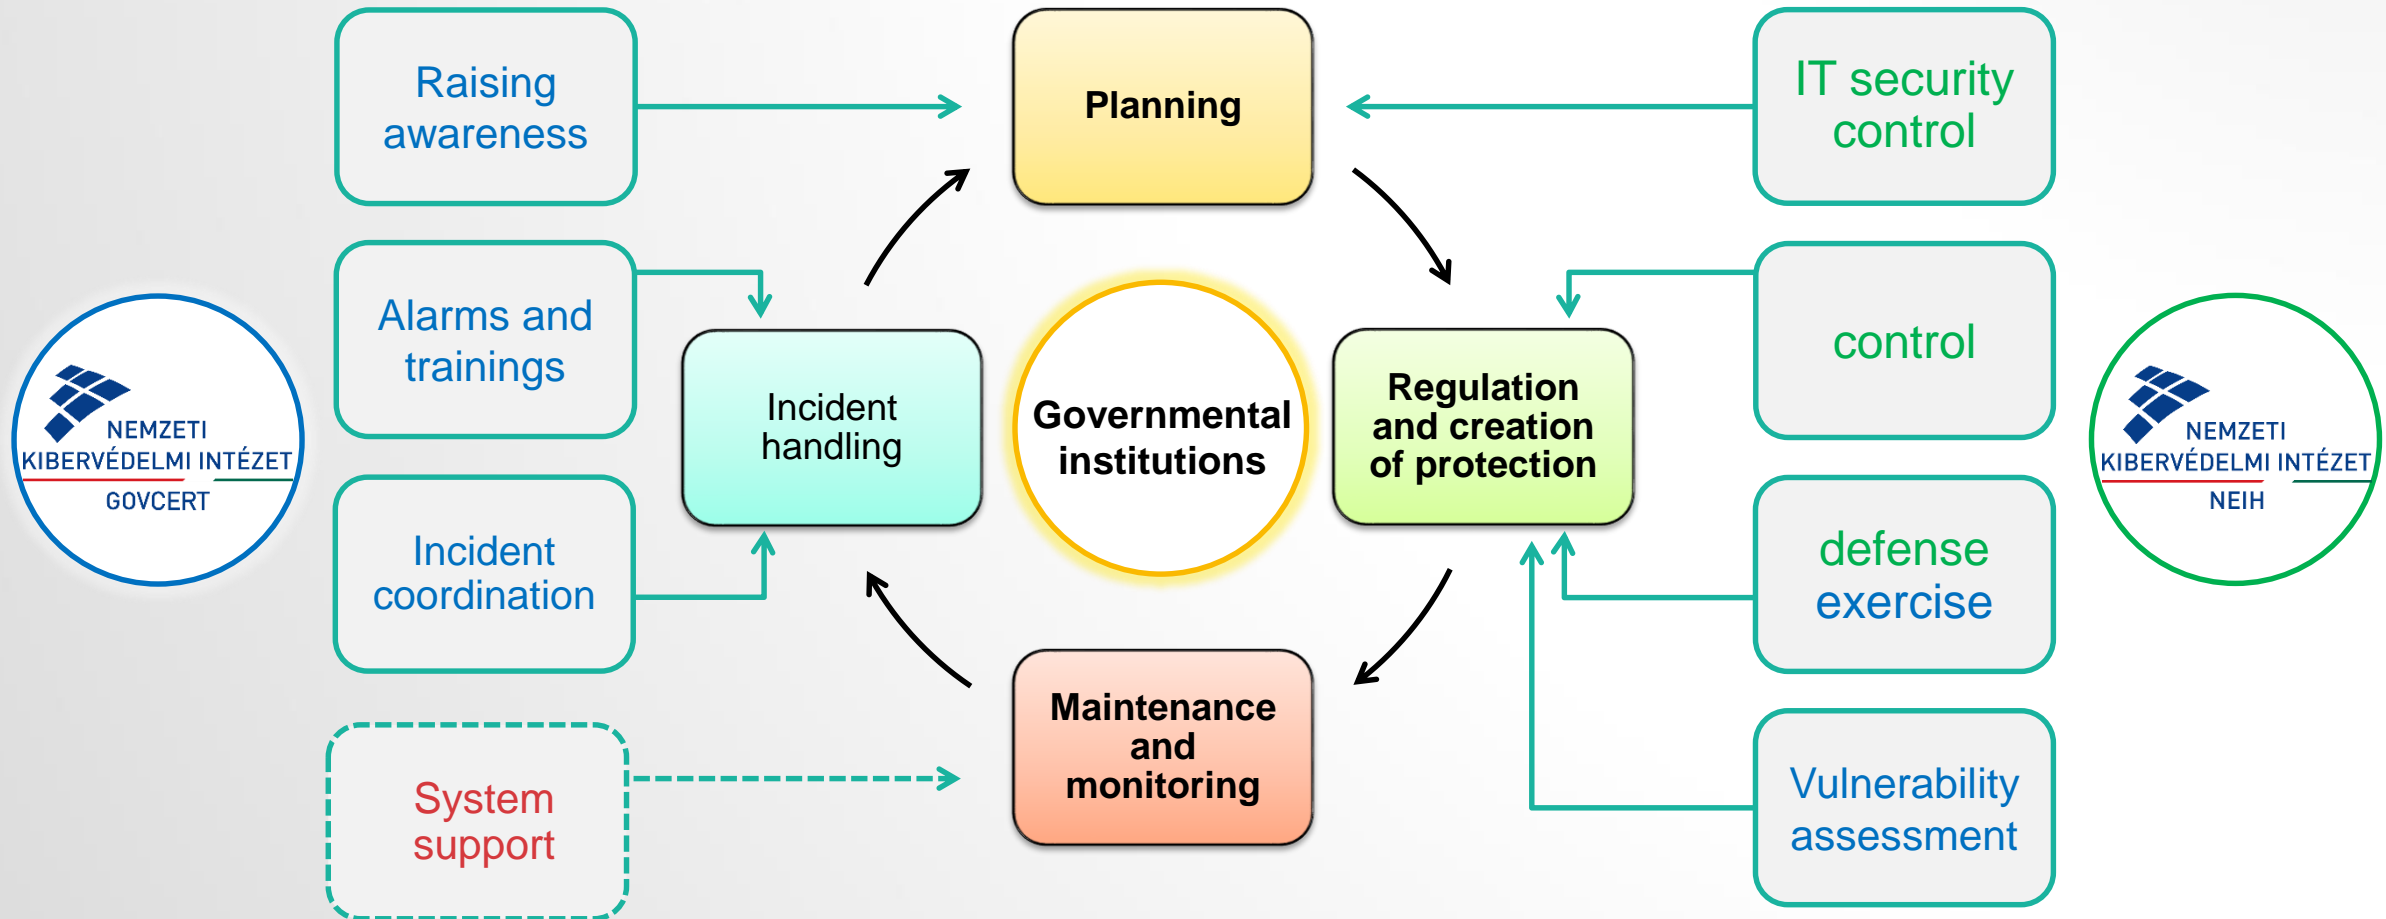 Raising
awareness
Planning
IT security
control
Alarms and
trainings
control
NEMZETI
KIBERVÉDELMI INTÉZET
GOVCERT
Incident
handling
Governmental
institutions
Regulation
and creation
of protection
NEMZETI
KIBERVÉDELMI INTÉZET
NEIH
Incident
coordination
defense
exercise
Maintenance
and
monitoring
System
support
Vulnerability
assessment